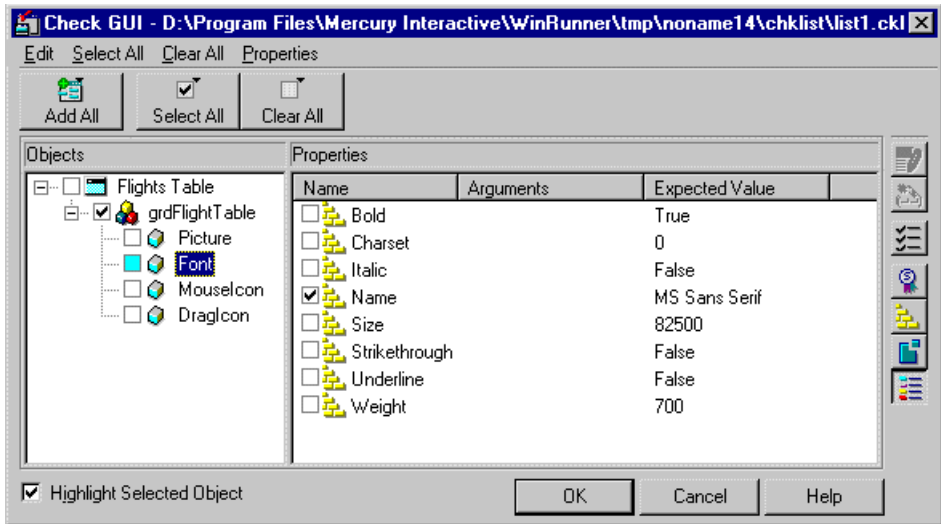 Check GUI - D:\Program Files\Mercury Interactive\WinRunner\tmp\noname14\chklist\list1.ckl
Edit Select All Clear All Properties
Add All Select All Clear All
Objects Properties
Flights Table
grdFlightTable
Picture
Font
MouseIcon
DragIcon
Name Arguments Expected Value
Bold True
Charset 0
Italic False
Name MS Sans Serif
Size 82500
Strikethrough False
Underline False
Weight 700
Highlight Selected Object
OK Cancel Help